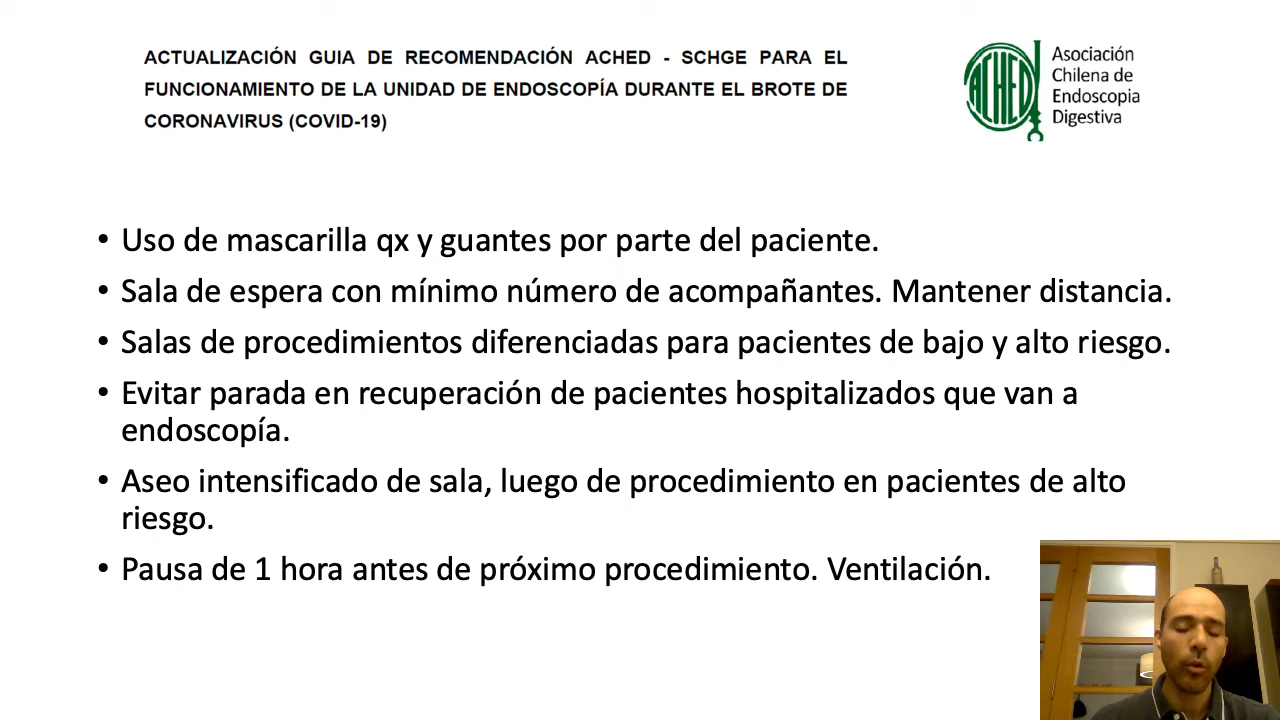 ACTUALIZACIÓN GUIA DE RECOMENDACIÓN ACHED - SCHGE PARA EL
FUNCIONAMIENTO DE LA UNIDAD DE ENDOSCOPÍA DURANTE EL BROTE DE
CORONAVIRUS (COVID-19)
ACHED
Asociación
Chilena de
Endoscopia
Digestiva
• Uso de mascarilla qx y guantes por parte del paciente.
• Sala de espera con mínimo número de acompañantes. Mantener distancia.
• Salas de procedimientos diferenciadas para pacientes de bajo y alto riesgo.
• Evitar parada en recuperación de pacientes hospitalizados que van a
endoscopía.
• Aseo intensificado de sala, luego de procedimiento en pacientes de alto
riesgo.
• Pausa de 1 hora antes de próximo procedimiento. Ventilación.